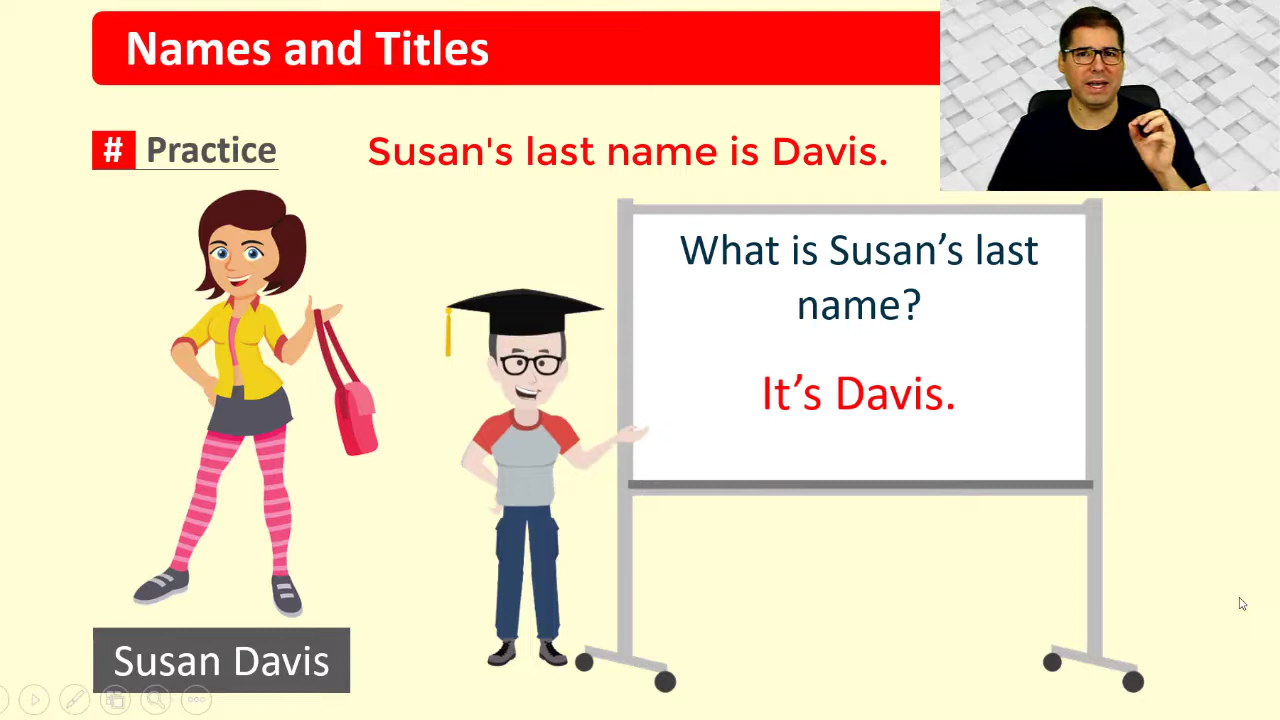 Names and Titles
# Practice
Susan's last name is Davis.
What is Susan’s last
name?
It’s Davis.
Susan Davis